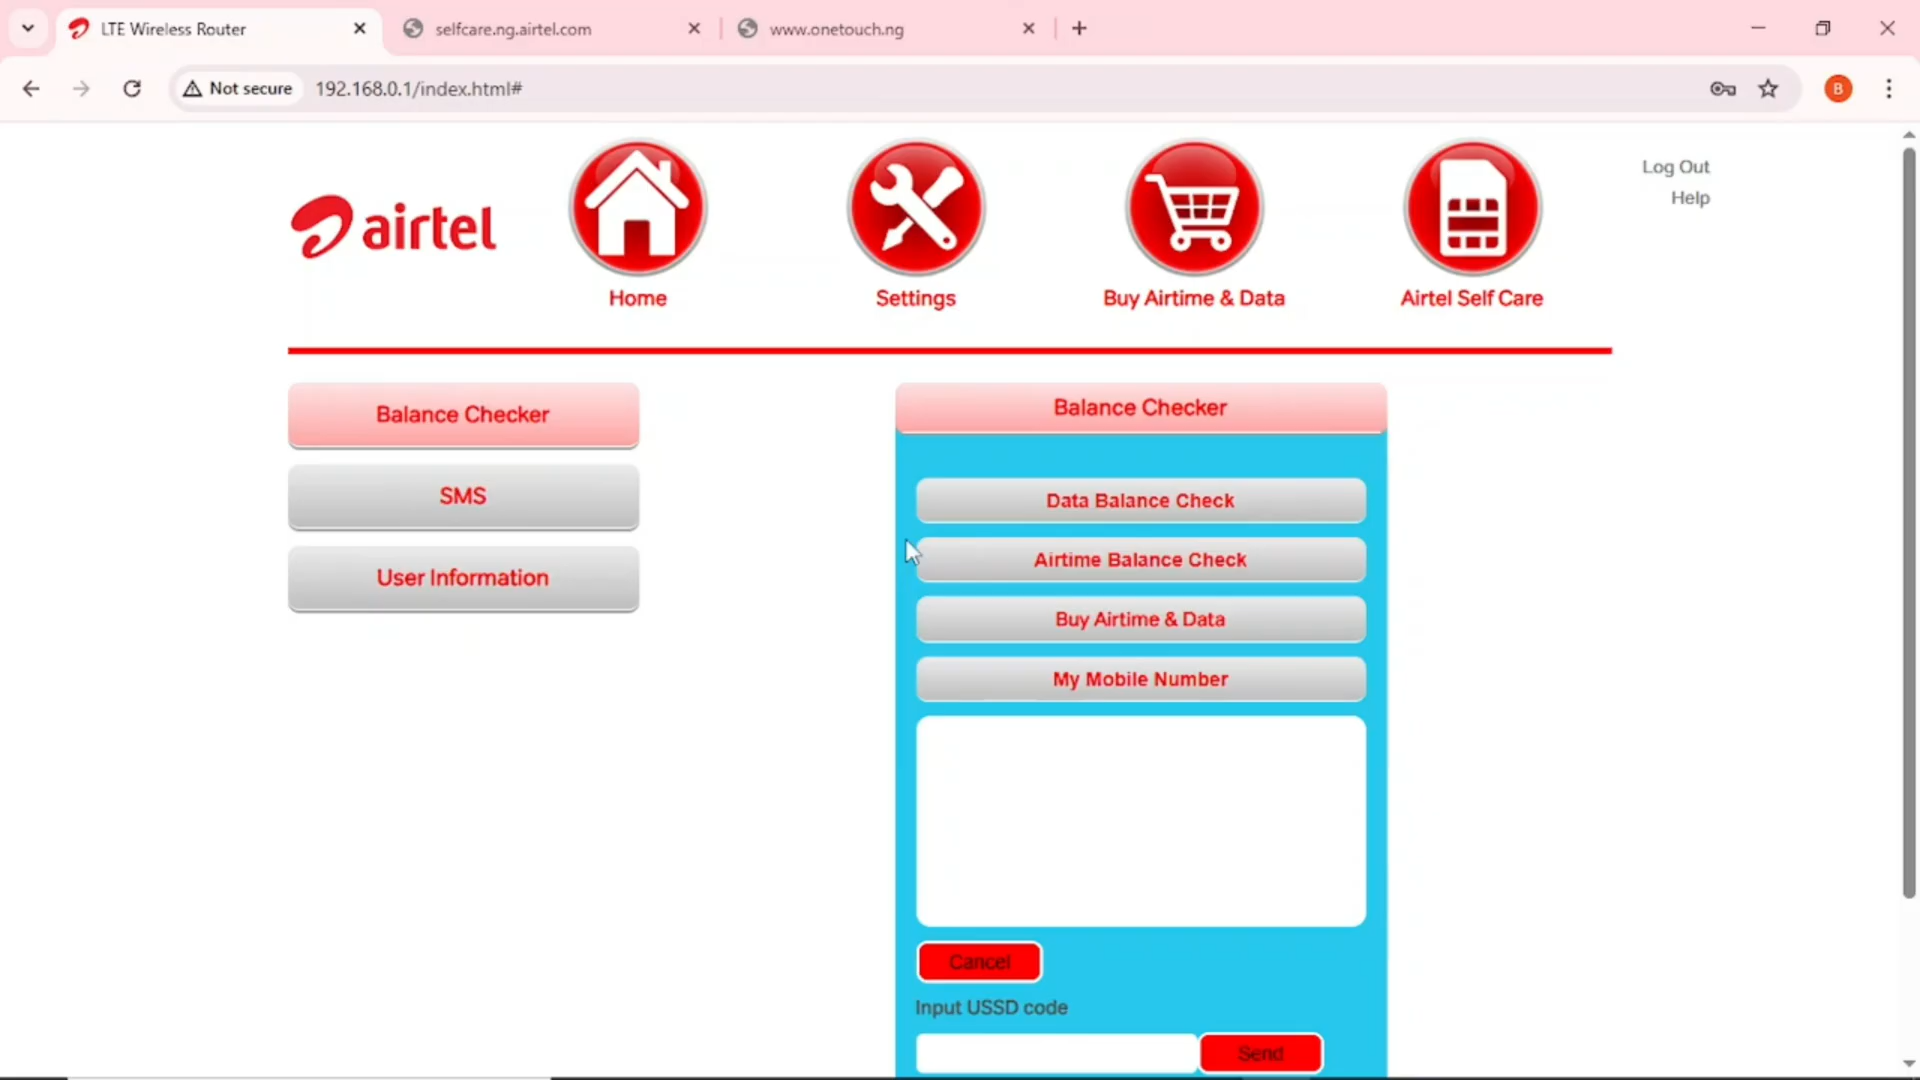 LTE Wireless Router
selfcare.ng.airtel.com
www.onetouch.ng
Not secure
192.168.0.1/index.html#
B
airtel
Home
Settings
Buy Airtime & Data
Airtel Self Care
Log Out
Help
Balance Checker
SMS
User Information
Balance Checker
Data Balance Check
Airtime Balance Check
Buy Airtime & Data
My Mobile Number
Cancel
Input USSD code
Send